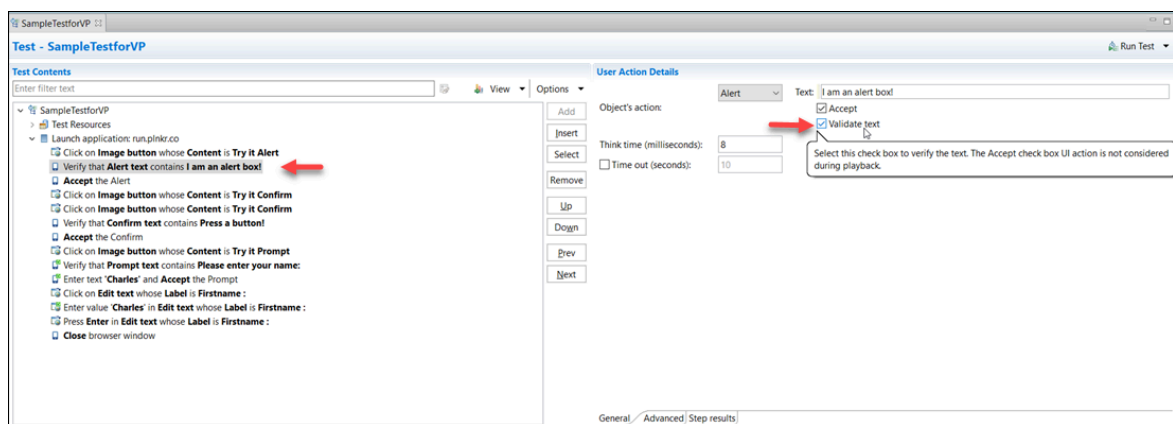 SampleTestforVP
Test - SampleTestforVP
Run Test
Test Contents
Enter filter text
View
Options
SampleTestforVP
Test Resources
Launch application: run.plnkr.co
Click on Image button whose Content is Try it Alert
Verify that Alert text contains I am an alert box!
Accept the Alert
Click on Image button whose Content is Try it Confirm
Click on Image button whose Content is Try it Confirm
Verify that Confirm text contains Press a button!
Accept the Confirm
Click on Image button whose Content is Try it Prompt
Verify that Prompt text contains Please enter your name:
Enter text 'Charles' and Accept the Prompt
Click on Edit text whose Label is Firstname :
Enter value 'Charles' in Edit text whose Label is Firstname :
Press Enter in Edit text whose Label is Firstname :
Close browser window
Add
Insert
Select
Remove
Up
Down
Prev
Next
User Action Details
Alert
Text: I am an alert box!
Object's action:
Accept
Validate text
Think time (milliseconds): 8
Time out (seconds): 10
Select this check box to verify the text. The Accept check box UI action is not considered
during playback.
General Advanced Step results